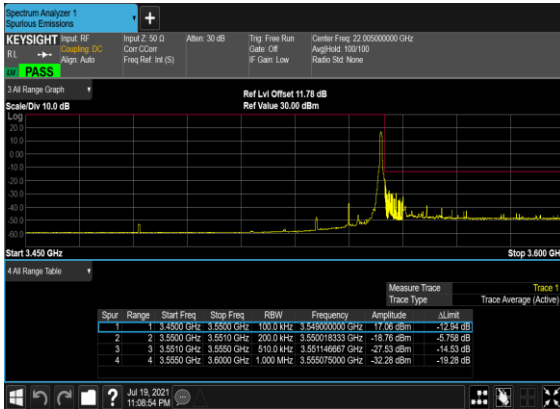 Spectrum Analyzer 1
Spurious Emissions
+
KEYSIGHT Input: RF Input Z: 50 Ω Atten: 30 dB Trig: Free Run Center Freq: 22.005000000 GHz
RL Coupling: DC Corr CCorr Gate: Off Avg|Hold: 100/100
Align: Auto Freq Ref: Int (S) IF Gain: Low Radio Std: None
PASS
3 All Range Graph Ref Lvl Offset 11.78 dB
Scale/Div 10.0 dB Ref Value 30.00 dBm
Log
20.0
10.0
0.00
-10.0
-20.0
-30.0
-40.0
-50.0
-60.0
Start 3.450 GHz Stop 3.600 GH
4 All Range Table
Measure Trace Trace 1
Trace Type Trace Average (Active)
Spur Range Start Freq Stop Freq RBW Frequency Amplitude ΔLimit
1 1 3.4500 GHz 3.5500 GHz 100.0 kHz 3.549000000 GHz 17.06 dBm -12.94 dB
2 2 3.5500 GHz 3.5510 GHz 200.0 kHz 3.550018333 GHz -18.76 dBm -5.758 dB
3 3 3.5510 GHz 3.5550 GHz 510.0 kHz 3.551146667 GHz -27.53 dBm -14.53 dB
4 4 3.5550 GHz 3.6000 GHz 1.000 MHz 3.555075000 GHz -32.28 dBm -19.28 dB
? Jul 19, 2021
11:08:54 PM